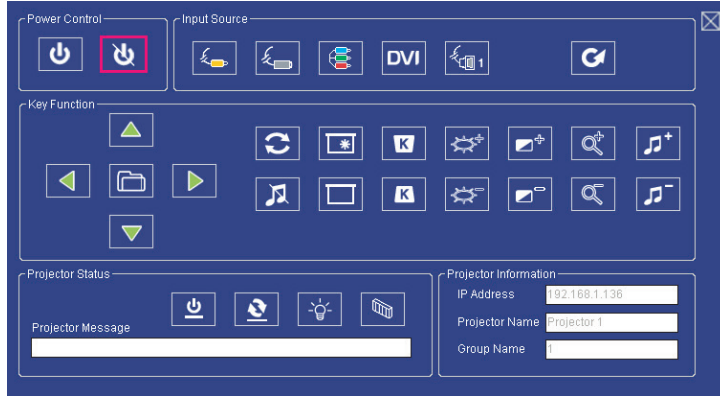 Power Control
Input Source
DVI
1
Key Function
K
K
Projector Status
Projector Message
Projector Information
IP Address 192.168.1.136
Projector Name Projector 1
Group Name 1